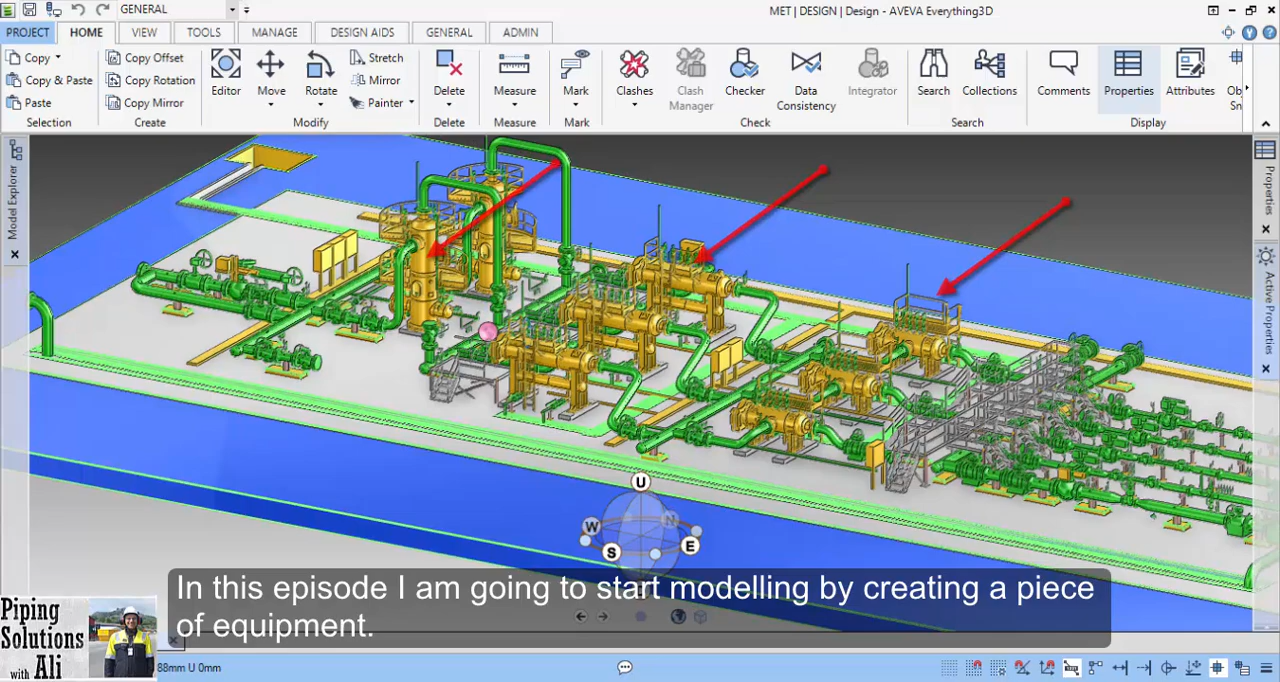 GENERAL
MET | DESIGN | Design - AVEVA Everything3D
PROJECT HOME VIEW TOOLS MANAGE DESIGN AIDS GENERAL ADMIN
Copy
Copy & Paste
Paste
Selection
Copy Offset
Copy Rotation
Copy Mirror
Create
Editor
Move
Rotate
Stretch
Mirror
Painter
Modify
Delete
Delete
Measure
Measure
Mark
Mark
Clashes
Clash
Manager
Checker
Data
Consistency
Integrator
Check
Search
Collections
Search
Comments
Properties
Attributes
Ob
Sn
Display
Model Explorer
Properties
Active Properties
U
W
N
S
E
In this episode I am going to start modelling by creating a piece
of equipment.
Piping
Solutions
with Ali
88mm U 0mm